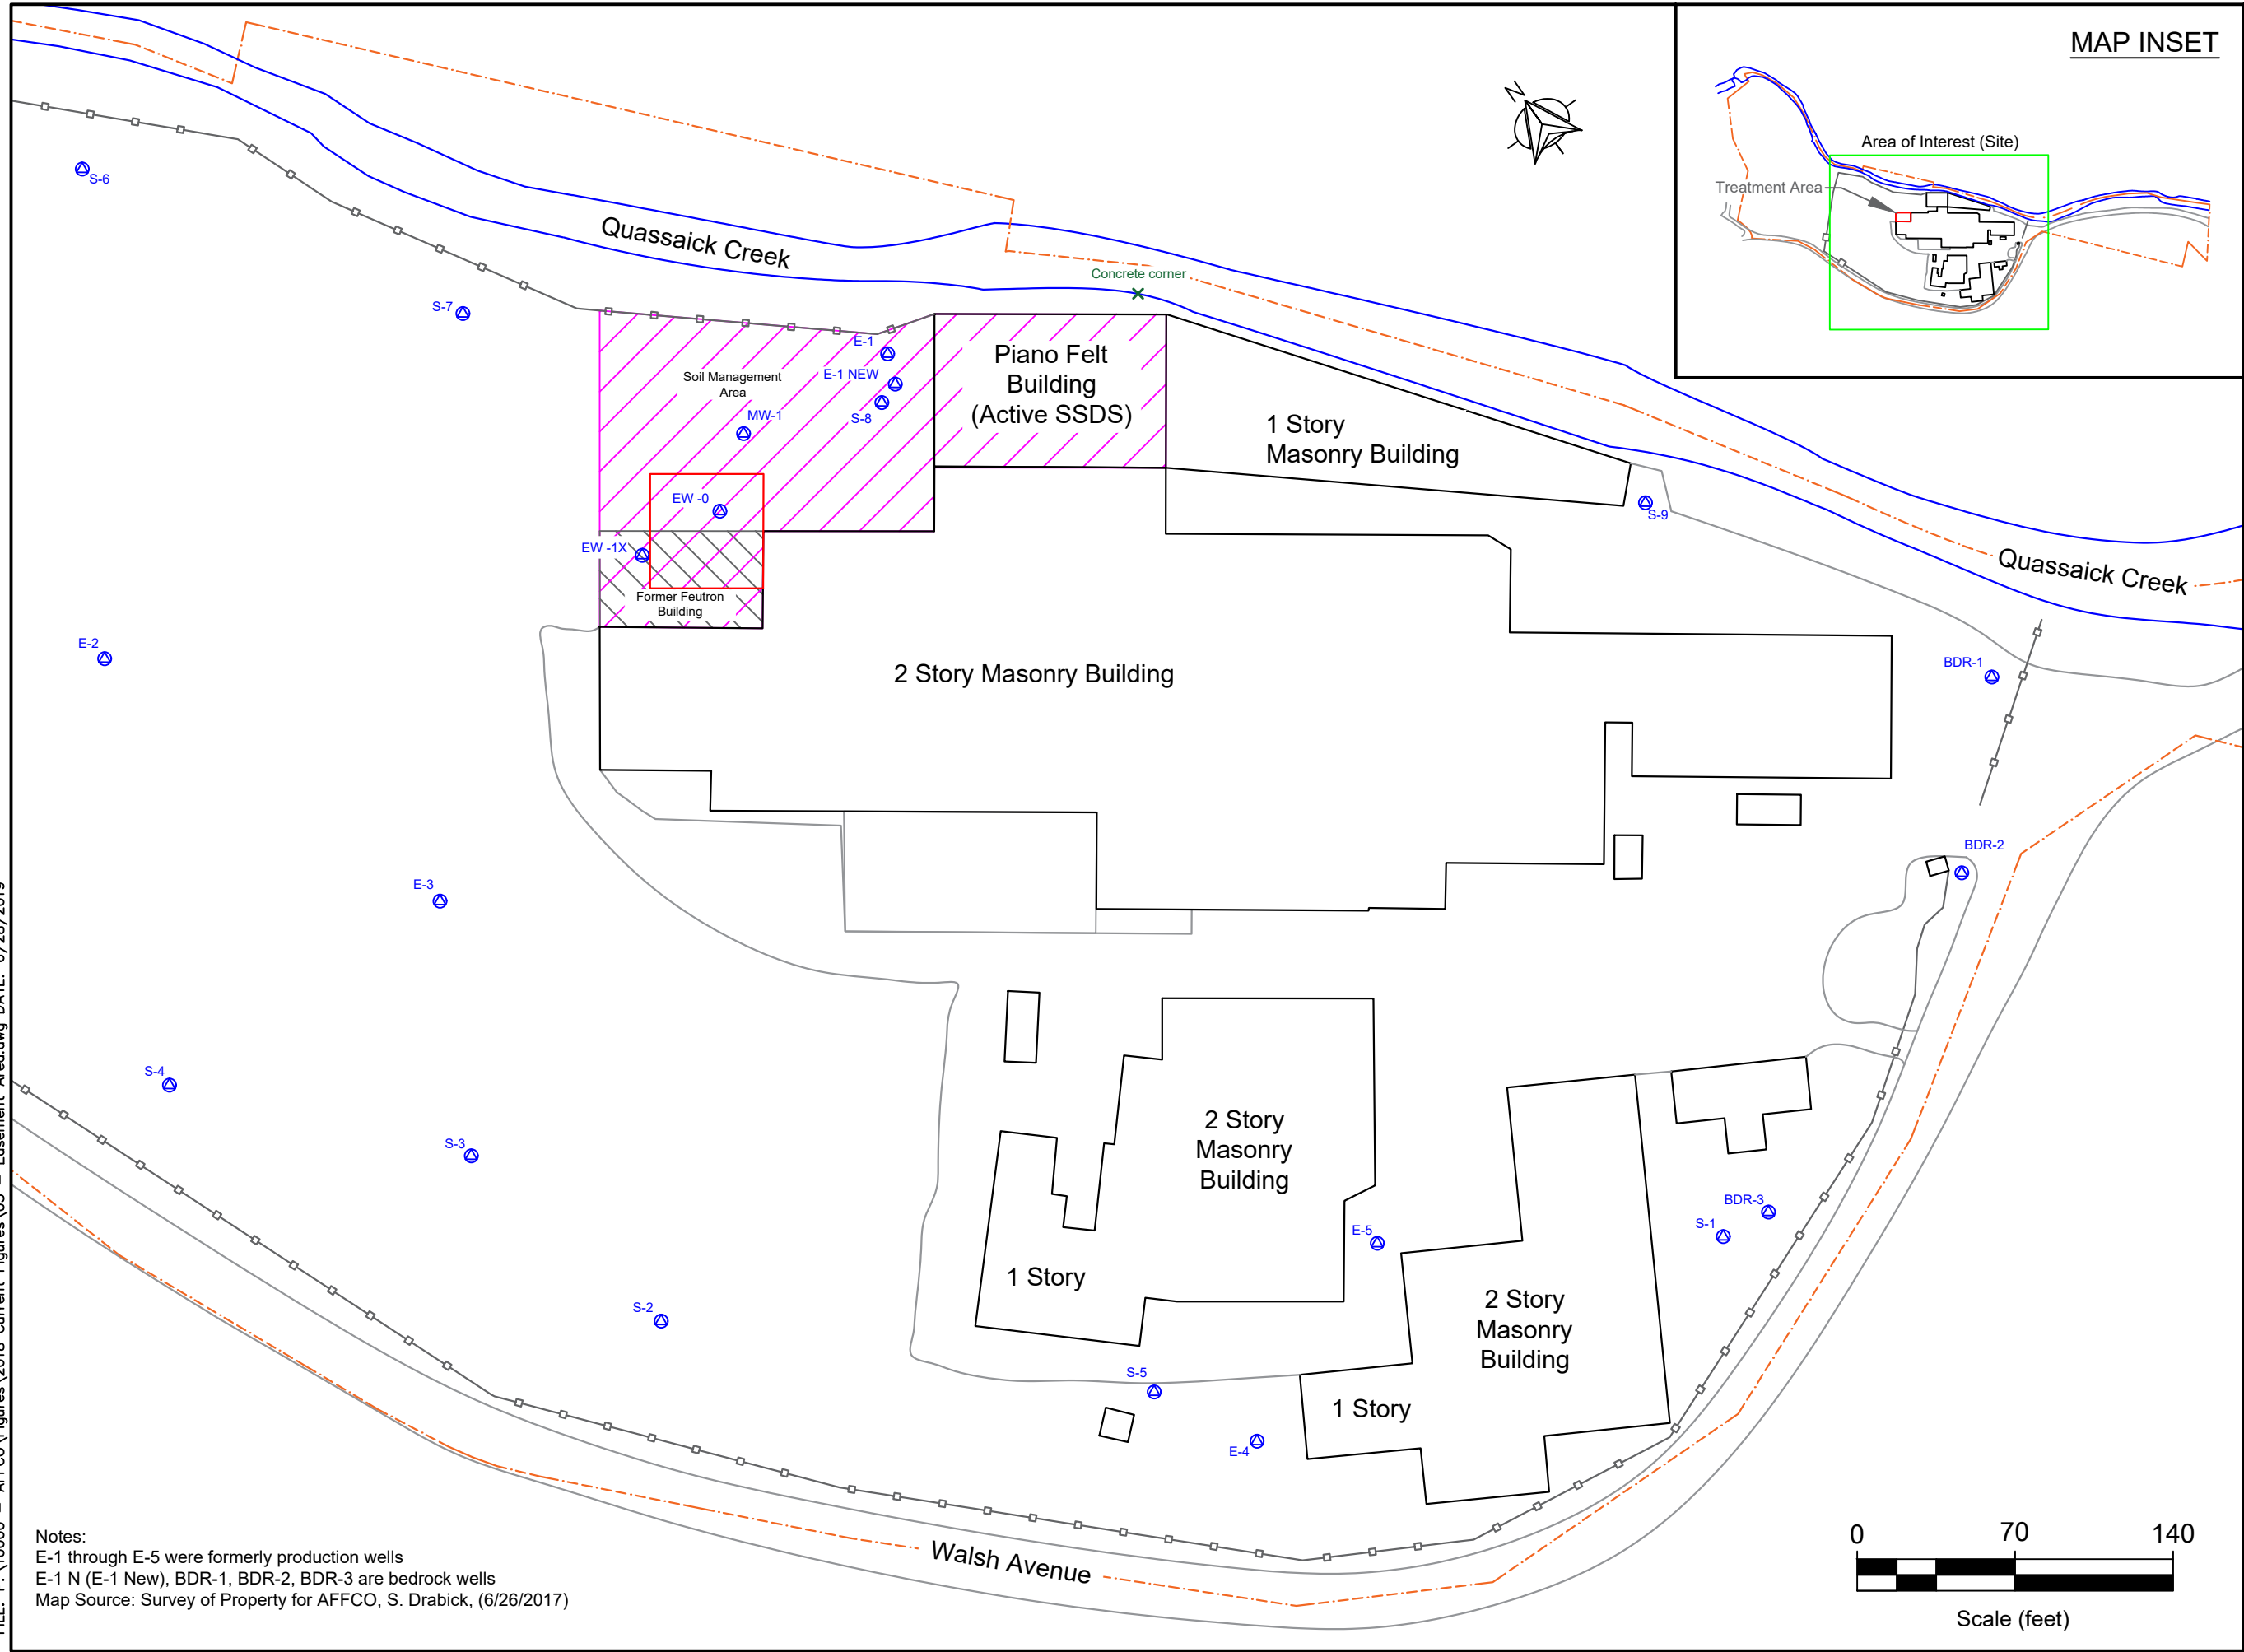 MAP INSET
Area of Interest (Site)
Treatment Area
N
S-6
Quassaick Creek
S-7
Concrete corner
E-1
Soil Management
Area
E-1 NEW
S-8
MW-1
Piano Felt
Building
(Active SSDS)
1 Story
Masonry Building
EW -0
S-9
EW -1X
Former Feutron
Building
Quassaick Creek
E-2
2 Story Masonry Building
BDR-1
BDR-2
E-3
S-4
S-3
2 Story
Masonry
Building
BDR-3
S-1
E-5
1 Story
S-2
2 Story
Masonry
Building
S-5
1 Story
E-4
Walsh Avenue
Notes:
E-1 through E-5 were formerly production wells
E-1 N (E-1 New), BDR-1, BDR-2, BDR-3 are bedrock wells
Map Source: Survey of Property for AFFCO, S. Drabick, (6/26/2017)
0 70 140
Scale (feet)